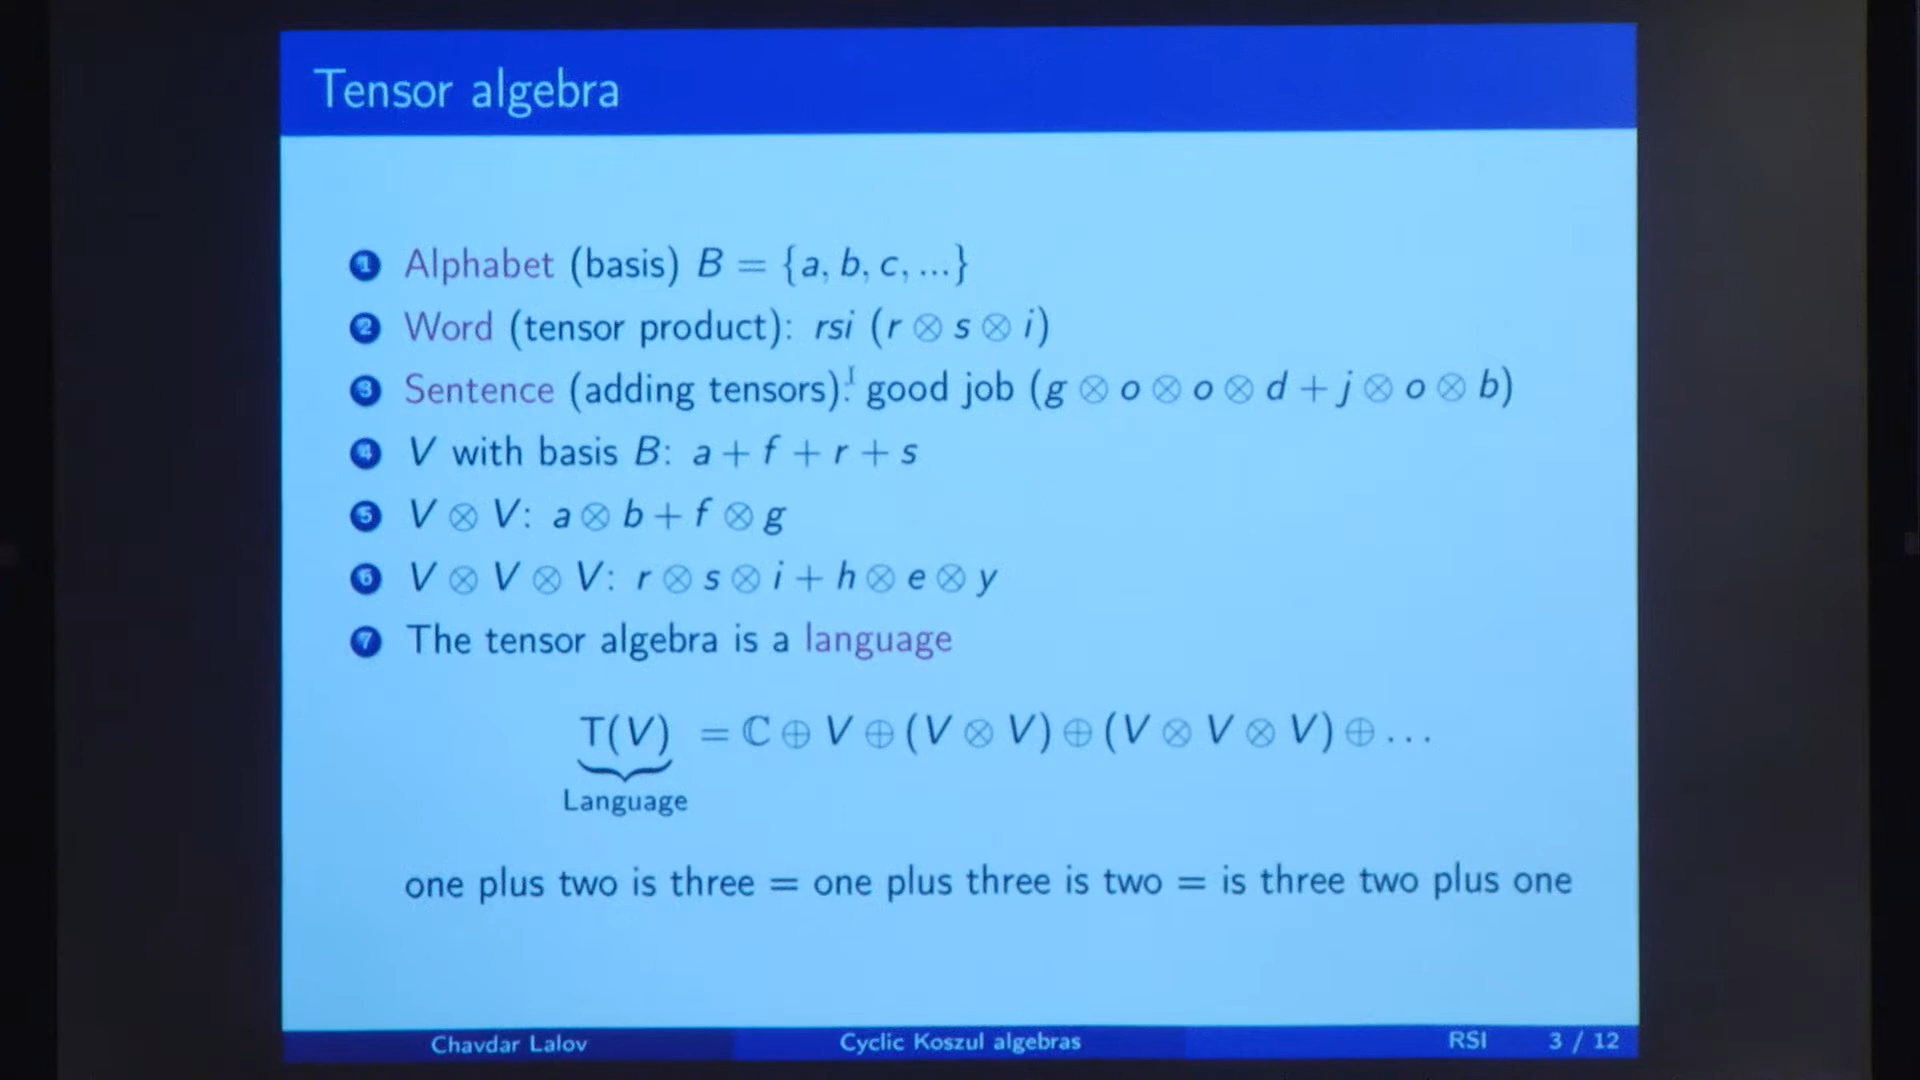 Tensor algebra
1 Alphabet (basis) B = {a, b, c, ...}
2 Word (tensor product): rsi (r ⊗ s ⊗ i)
3 Sentence (adding tensors): good job (g ⊗ o ⊗ o ⊗ d + j ⊗ o ⊗ b)
4 V with basis B: a + f + r + s
5 V ⊗ V: a ⊗ b + f ⊗ g
6 V ⊗ V ⊗ V: r ⊗ s ⊗ i + h ⊗ e ⊗ y
7 The tensor algebra is a language
T(V) = ℂ ⊕ V ⊕ (V ⊗ V) ⊕ (V ⊗ V ⊗ V) ⊕ ...
Language
one plus two is three = one plus three is two = is three two plus one
Chavdar Lalov Cyclic Koszul algebras RSI 3 / 12